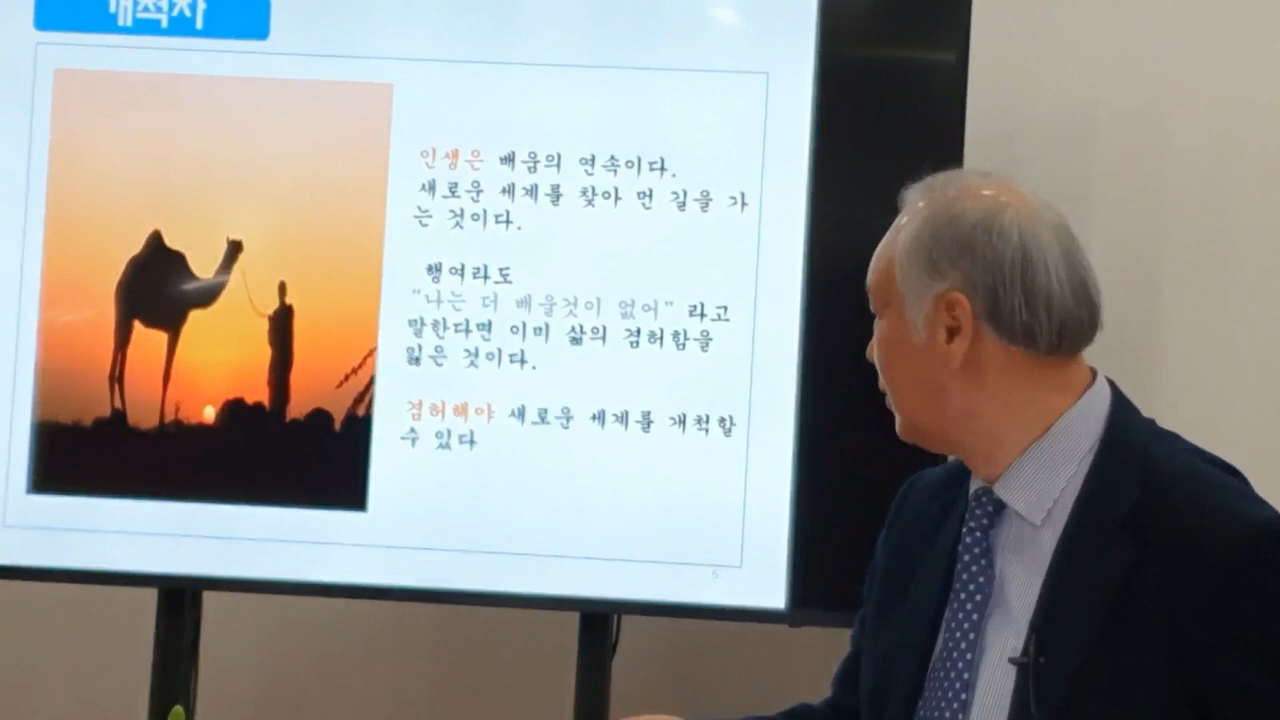 개척자
인생은 배움의 연속이다.
새로운 세계를 찾아 먼 길을 가
는 것이다.
행여라도
"나는 더 배울것이 없어" 라고
말한다면 이미 삶의 겸허함을
잃은 것이다.
겸허해야 새로운 세계를 개척할
수 있다
5